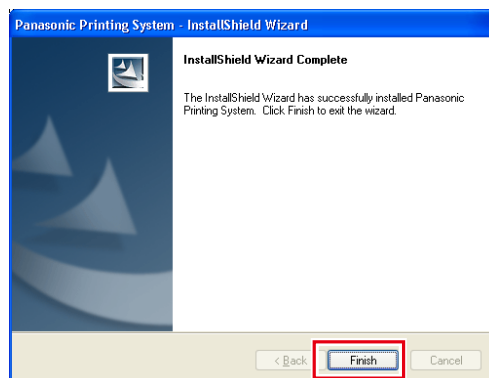 Panasonic Printing System - InstallShield Wizard
InstallShield Wizard Complete
The InstallShield Wizard has successfully installed Panasonic
Printing System. Click Finish to exit the wizard.
< Back
Finish
Cancel